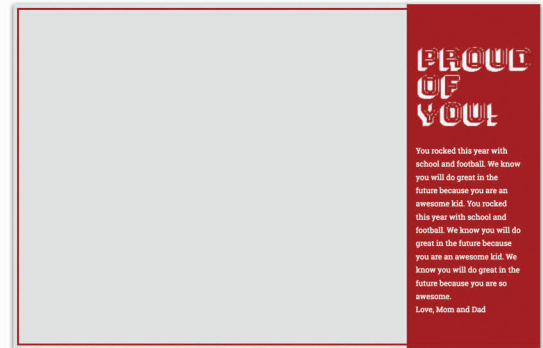 PROUD
OF
YOU!
You rocked this year with
school and football. We know
you will do great in the
future because you are an
awesome kid. You rocked
this year with school and
football. We know you will do
great in the future because
you are an awesome kid. We
know you will do great in the
future because you are so
awesome.
Love, Mom and Dad